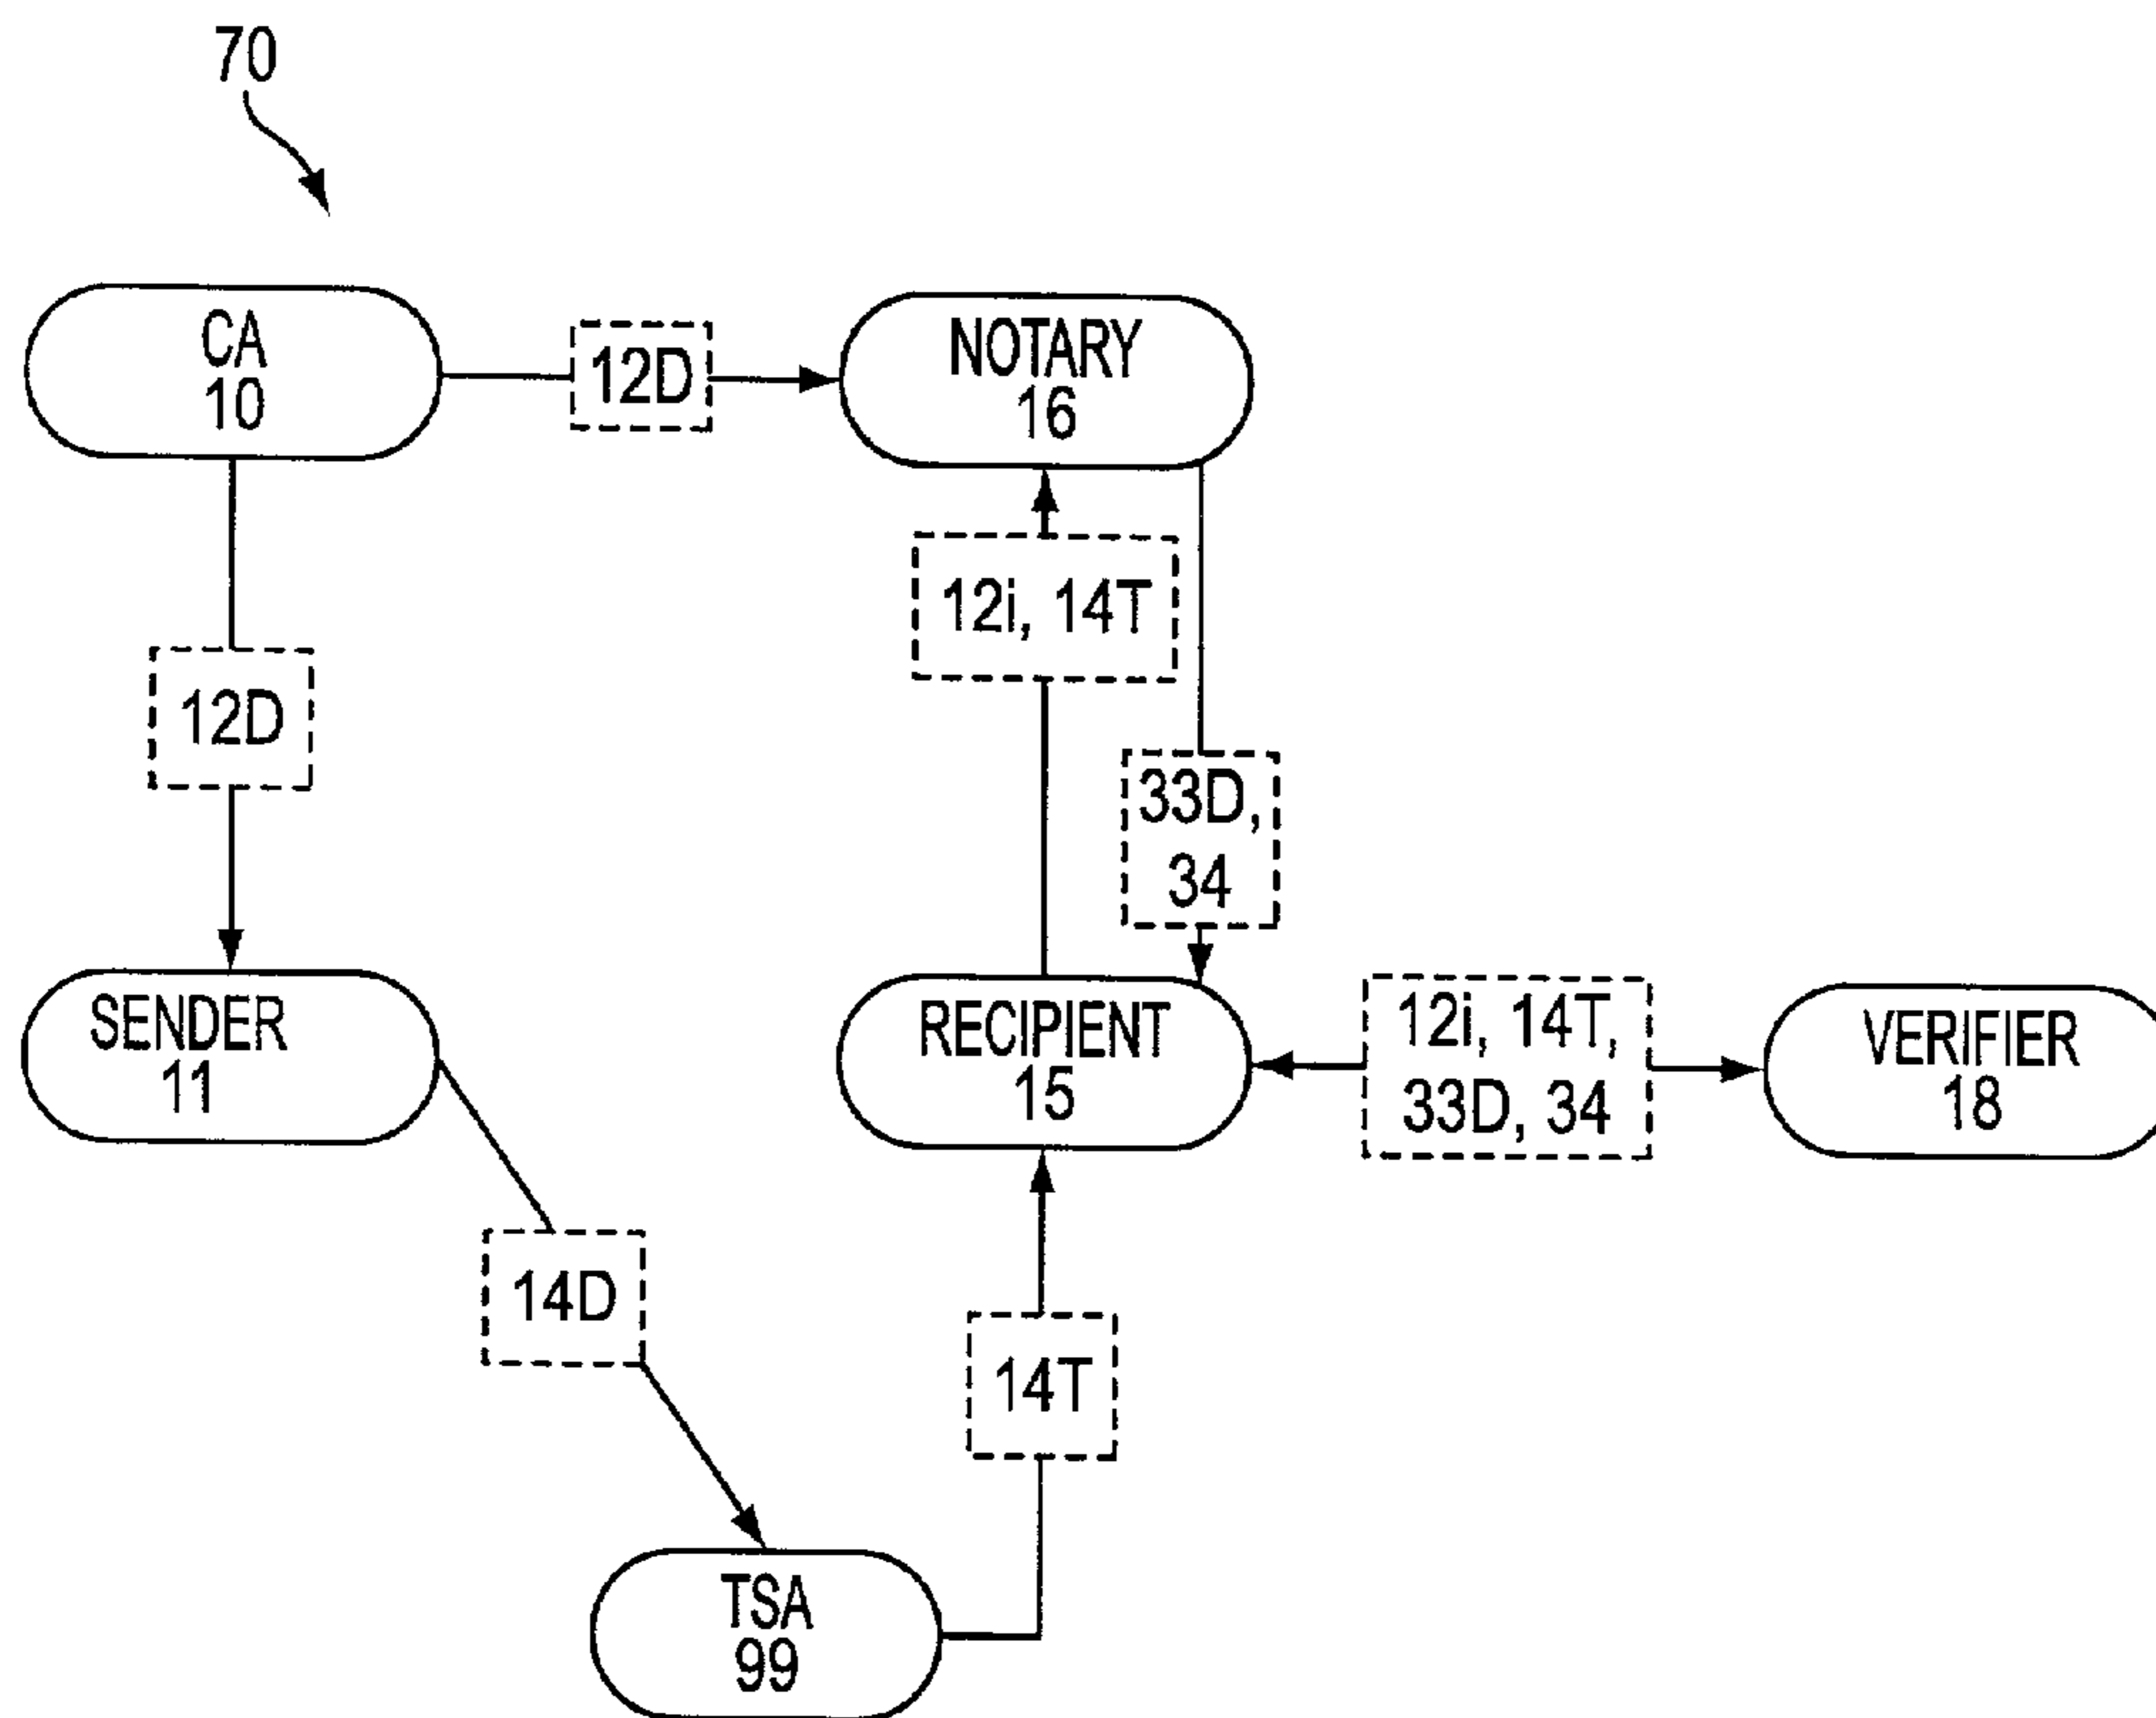 70
CA
10
12D
NOTARY
16
12i, 14T
12D
33D,
34
SENDER
11
RECIPIENT
15
12i, 14T,
33D, 34
VERIFIER
18
14D
14T
TSA
99